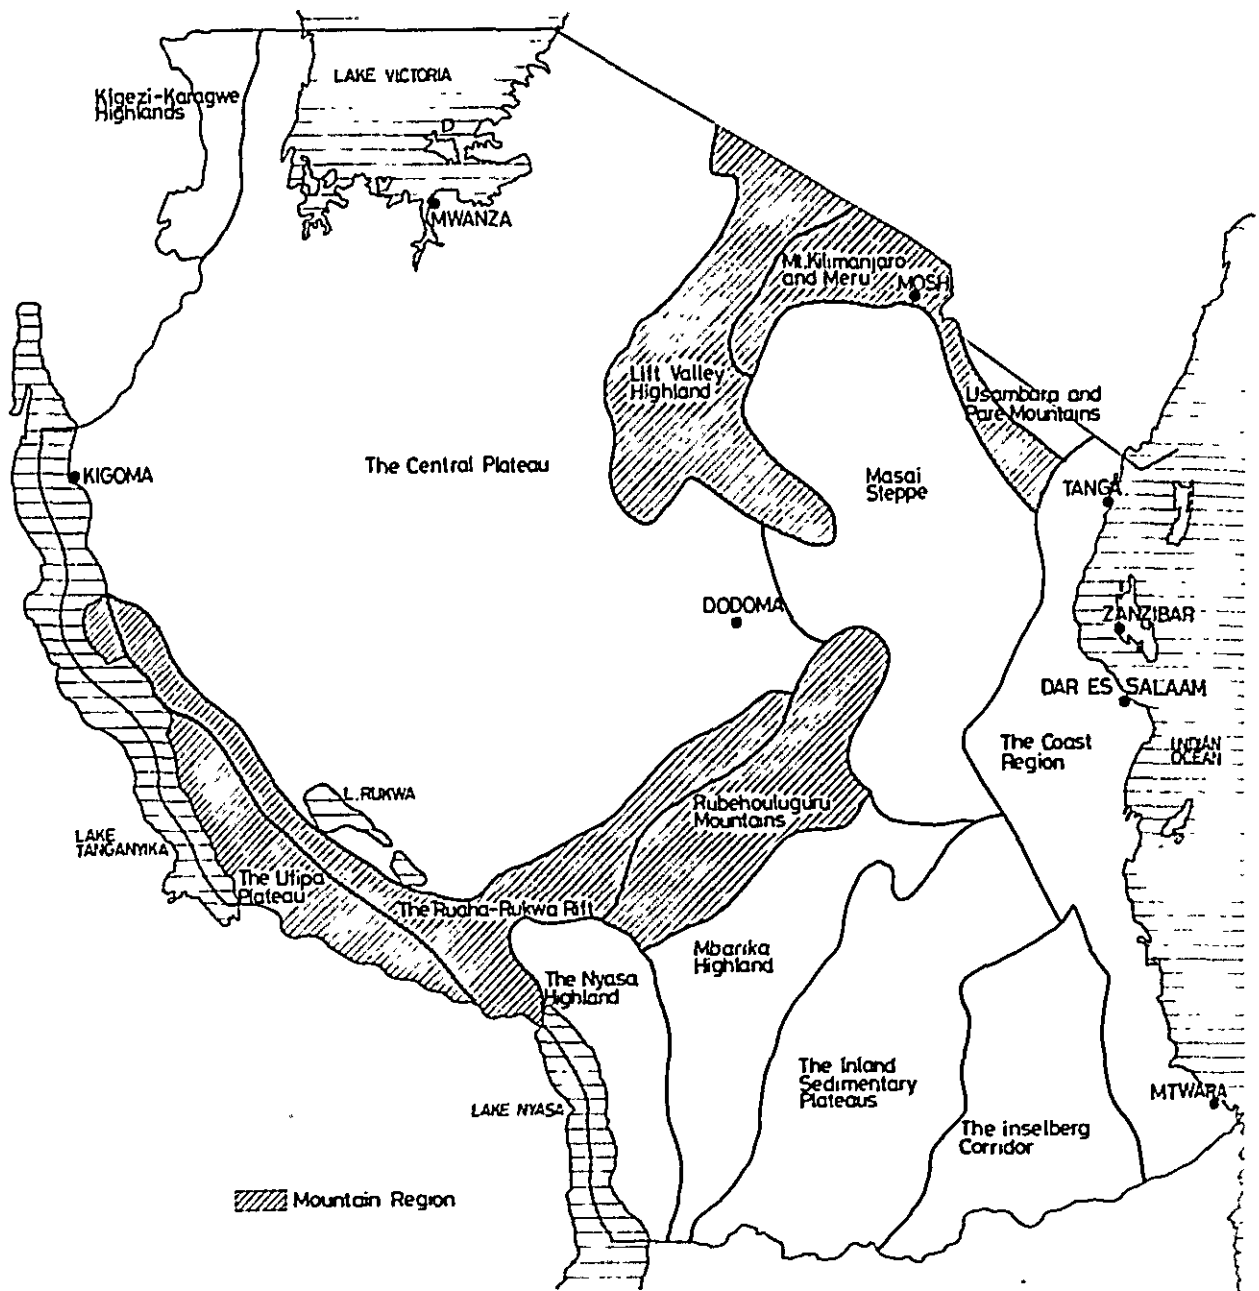 LAKE VICTORIA
Kigezi-Karagwe
Highlands
MWANZA
Mt.Kilimanjaro
and Meru
MOSHI
Lift Valley
Highland
Usambara and
Pare Mountains
The Central Plateau
KIGOMA
Masai
Steppe
TANGA
DODOMA
ZANZIBAR
DAR ES SALAAM
The Coast
Region
INDIAN
OCEAN
L.RUKWA
Rubehouluguru
Mountains
LAKE
TANGANYIKA
The Ufipa
Plateau
The Ruaha-Rukwa Rift
Mbarika
Highland
The Nyasa
Highland
The Inland
Sedimentary
Plateaus
LAKE NYASA
MTWARA
The inselberg
Corridor
Mountain Region